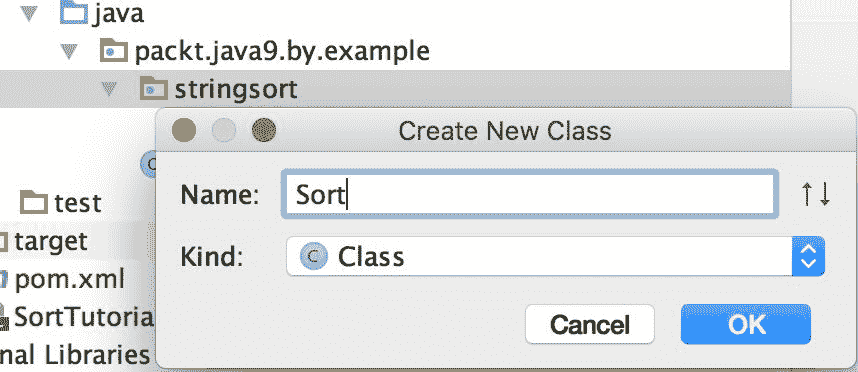 java
packt.java9.by.example
stringsort
Create New Class
Name: Sort
Kind: C Class
Cancel OK
C
test
target
pom.xml
SortTutoria
nal Libraries